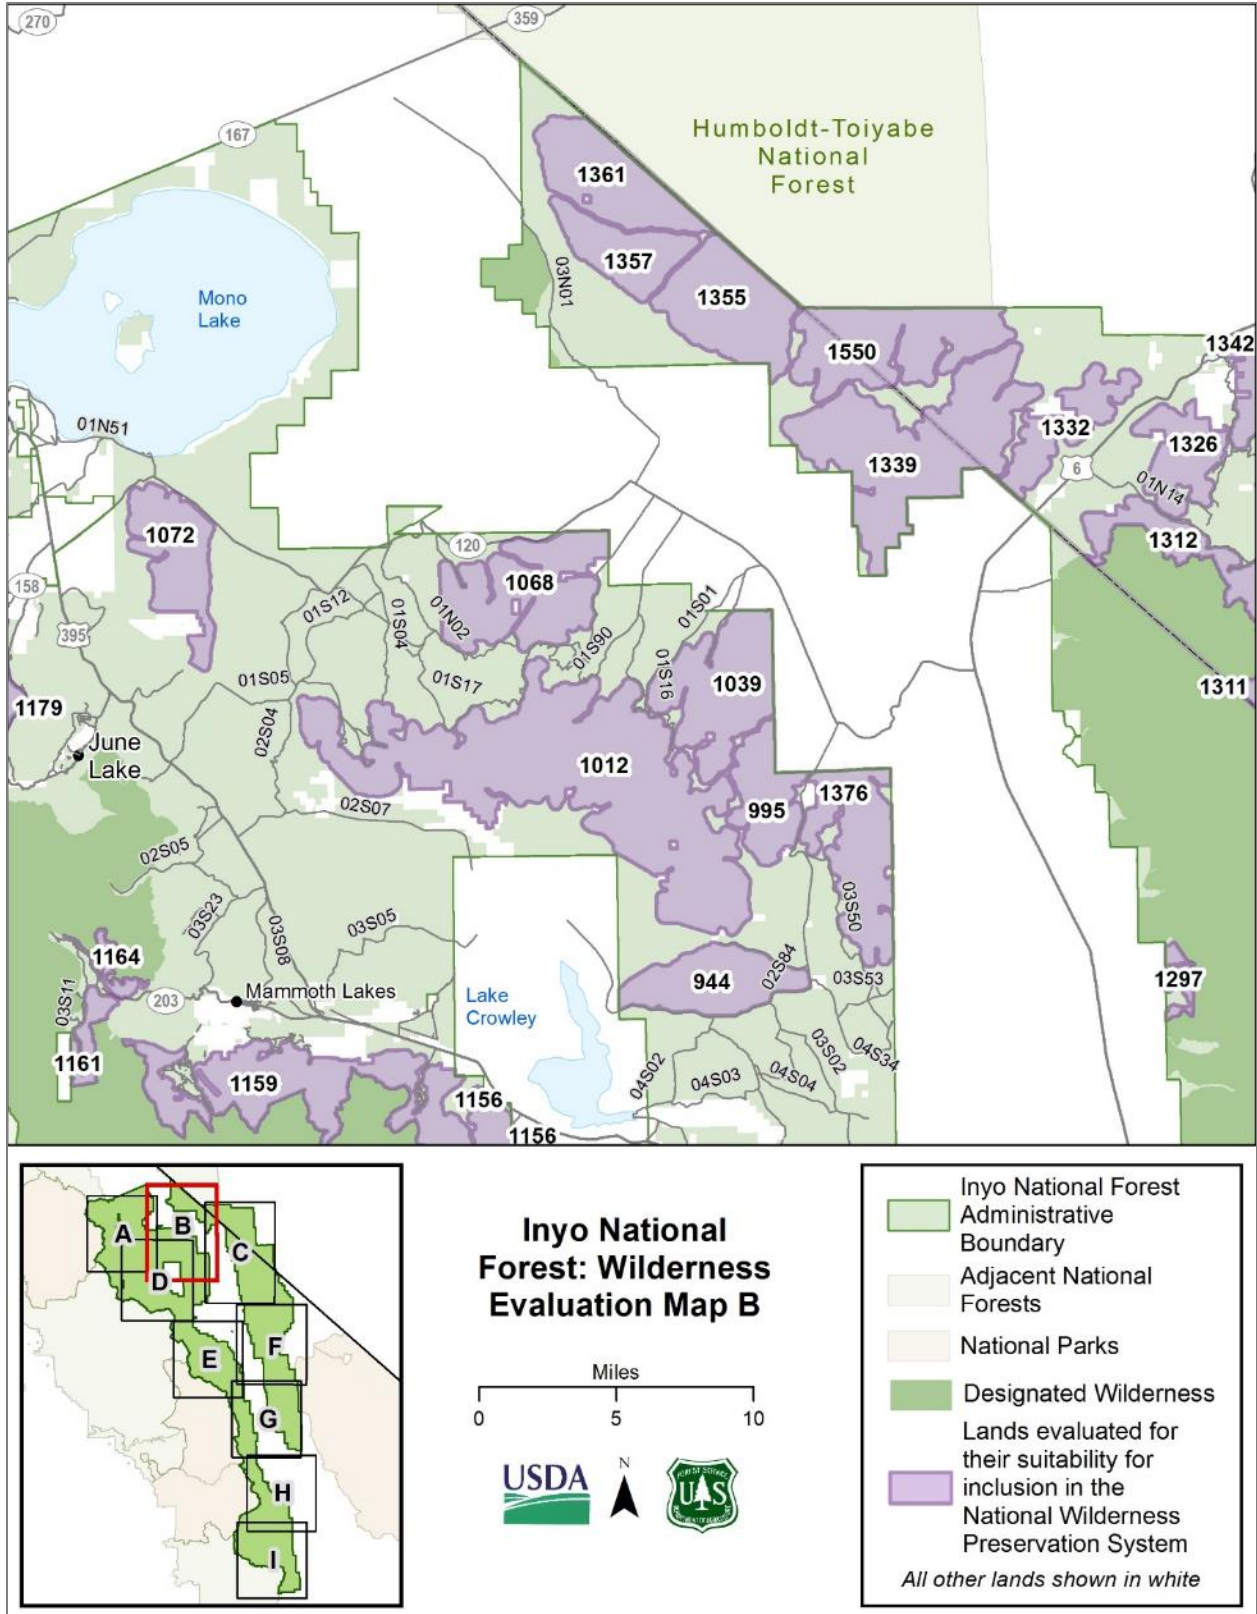 270
359
167
Humboldt-Toiyabe
National
Forest
1361
1357
03N01
1355
Mono
Lake
1550
1342
01N51
1332
1326
6
1339
01N14
1312
1072
120
1068
158
01S12
01S04
01N02
01S90
01S01
395
01S05
01S17
01S16
1039
1311
1179
02S04
June
Lake
1012
02S07
995
1376
02S05
03S23
03S08
03S05
03S50
1164
944
02S84
03S53
1297
03S11
203
Mammoth Lakes
Lake
Crowley
1161
1159
1156
1156
04S02
04S03
04S04
03S02
04S34
A
B
C
D
E
F
G
H
I
Inyo National
Forest: Wilderness
Evaluation Map B
Miles
0 5 10
USDA
N
FOREST SERVICE
U S
DEPARTMENT OF AGRICULTURE
Inyo National Forest
Administrative
Boundary
Adjacent National
Forests
National Parks
Designated Wilderness
Lands evaluated for
their suitability for
inclusion in the
National Wilderness
Preservation System
All other lands shown in white